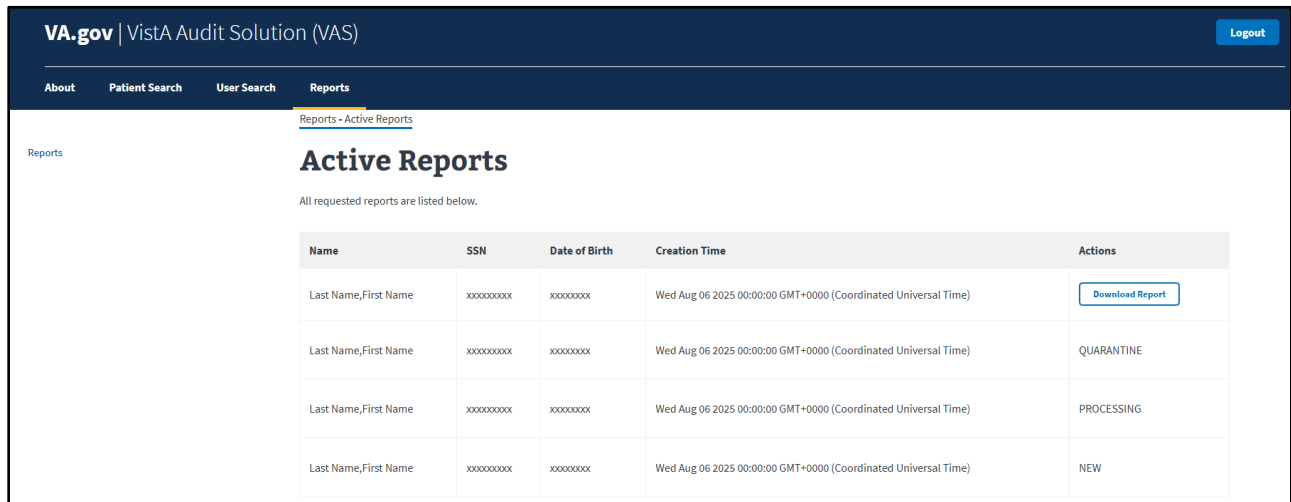 VA.gov | VistA Audit Solution (VAS)
Logout
About Patient Search User Search Reports
Reports - Active Reports
Reports
Active Reports
All requested reports are listed below.
Name SSN Date of Birth Creation Time Actions
Last Name,First Name xxxxxxxxx xxxxxxxx Wed Aug 06 2025 00:00:00 GMT+0000 (Coordinated Universal Time) Download Report
Last Name,First Name xxxxxxxxx xxxxxxxx Wed Aug 06 2025 00:00:00 GMT+0000 (Coordinated Universal Time) QUARANTINE
Last Name,First Name xxxxxxxxx xxxxxxxx Wed Aug 06 2025 00:00:00 GMT+0000 (Coordinated Universal Time) PROCESSING
Last Name,First Name xxxxxxxxx xxxxxxxx Wed Aug 06 2025 00:00:00 GMT+0000 (Coordinated Universal Time) NEW